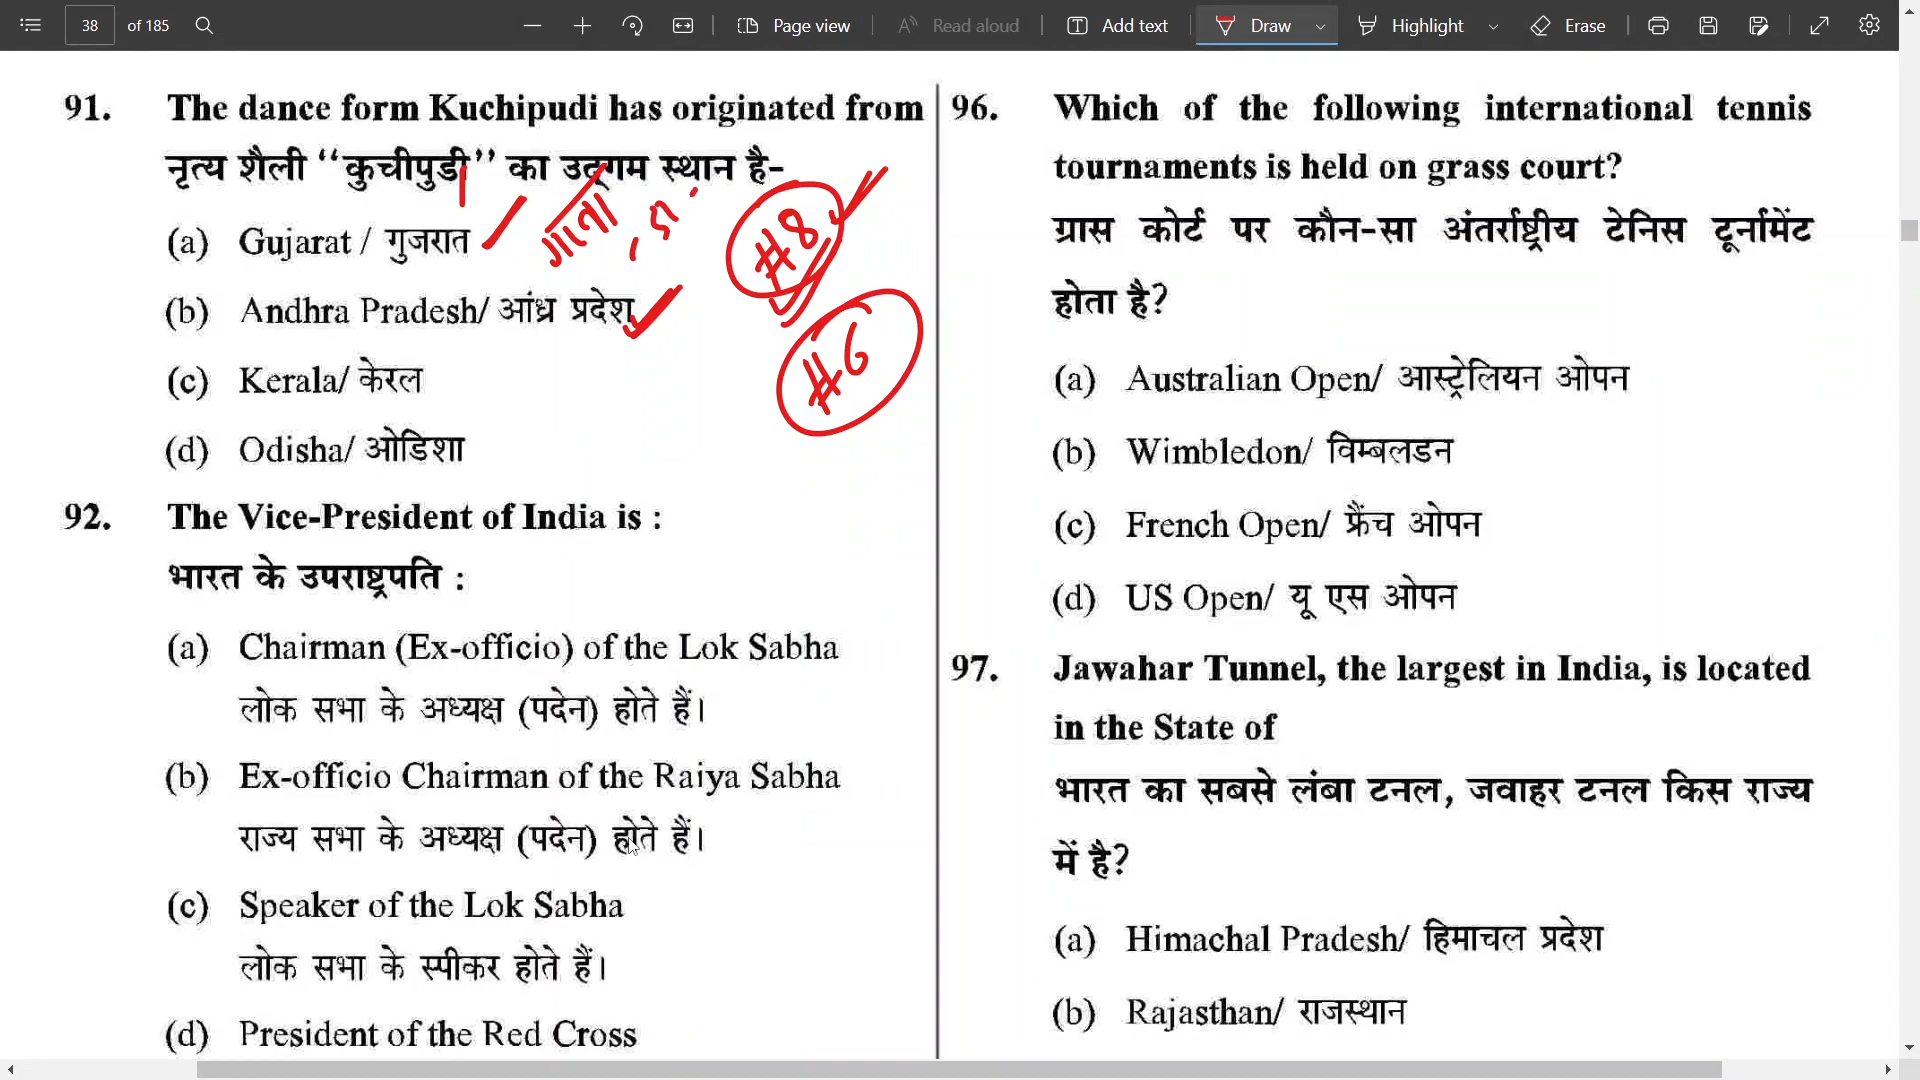 38 of 185 Page view Read aloud Add text Draw Highlight Erase
91. The dance form Kuchipudi has originated from
नृत्य शैली “कुचीपुडी” का उद्गम स्थान है-
(a) Gujarat / गुजरात
(b) Andhra Pradesh/ आंध्र प्रदेश
(c) Kerala/ केरल
(d) Odisha/ ओडिशा
#8
#6
92. The Vice-President of India is :
भारत के उपराष्ट्रपति :
(a) Chairman (Ex-officio) of the Lok Sabha
लोक सभा के अध्यक्ष (पदेन) होते हैं।
(b) Ex-officio Chairman of the Raiya Sabha
राज्य सभा के अध्यक्ष (पदेन) होते हैं।
(c) Speaker of the Lok Sabha
लोक सभा के स्पीकर होते हैं।
(d) President of the Red Cross
96. Which of the following international tennis
tournaments is held on grass court?
ग्रास कोर्ट पर कौन-सा अंतर्राष्ट्रीय टेनिस टूर्नामेंट
होता है?
(a) Australian Open/ आस्ट्रेलियन ओपन
(b) Wimbledon/ विम्बलडन
(c) French Open/ फ्रैंच ओपन
(d) US Open/ यू एस ओपन
97. Jawahar Tunnel, the largest in India, is located
in the State of
भारत का सबसे लंबा टनल, जवाहर टनल किस राज्य
में है?
(a) Himachal Pradesh/ हिमाचल प्रदेश
(b) Rajasthan/ राजस्थान